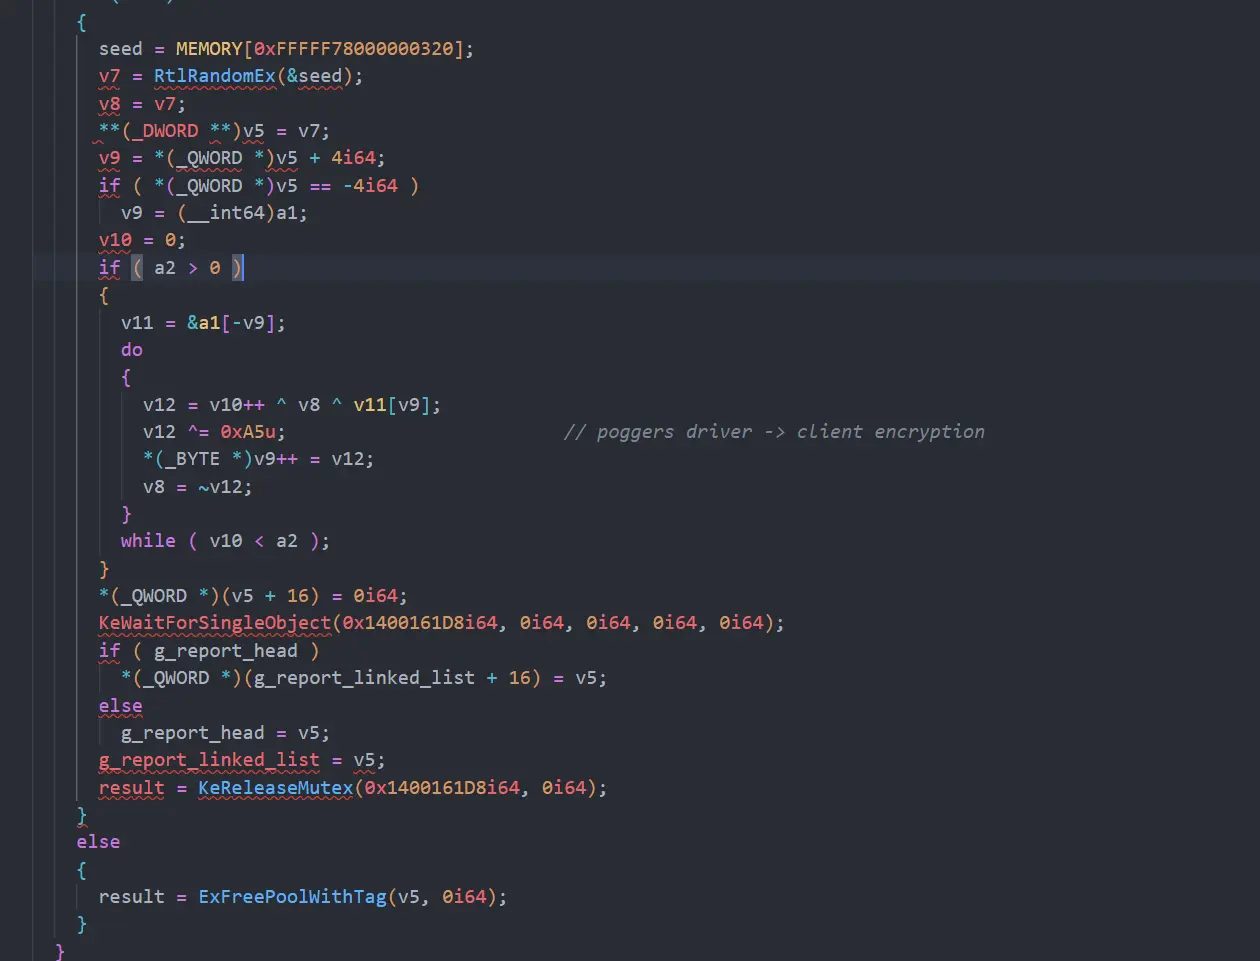 {
seed = MEMORY[0xFFFFF78000000320];
v7 = RtlRandomEx(&seed);
v8 = v7;
**(_DWORD **)v5 = v7;
v9 = *(_QWORD *)v5 + 4i64;
if ( *(_QWORD *)v5 == -4i64 )
v9 = (__int64)a1;
v10 = 0;
if ( a2 > 0 )
{
v11 = &a1[-v9];
do
{
v12 = v10++ ^ v8 ^ v11[v9];
v12 ^= 0xA5u; // poggers driver -> client encryption
*(_BYTE *)v9++ = v12;
v8 = ~v12;
}
while ( v10 < a2 );
}
*(_QWORD *)(v5 + 16) = 0i64;
KeWaitForSingleObject(0x1400161D8i64, 0i64, 0i64, 0i64, 0i64);
if ( g_report_head )
*(_QWORD *)(g_report_linked_list + 16) = v5;
else
g_report_head = v5;
g_report_linked_list = v5;
result = KeReleaseMutex(0x1400161D8i64, 0i64);
}
else
{
result = ExFreePoolWithTag(v5, 0i64);
}
}